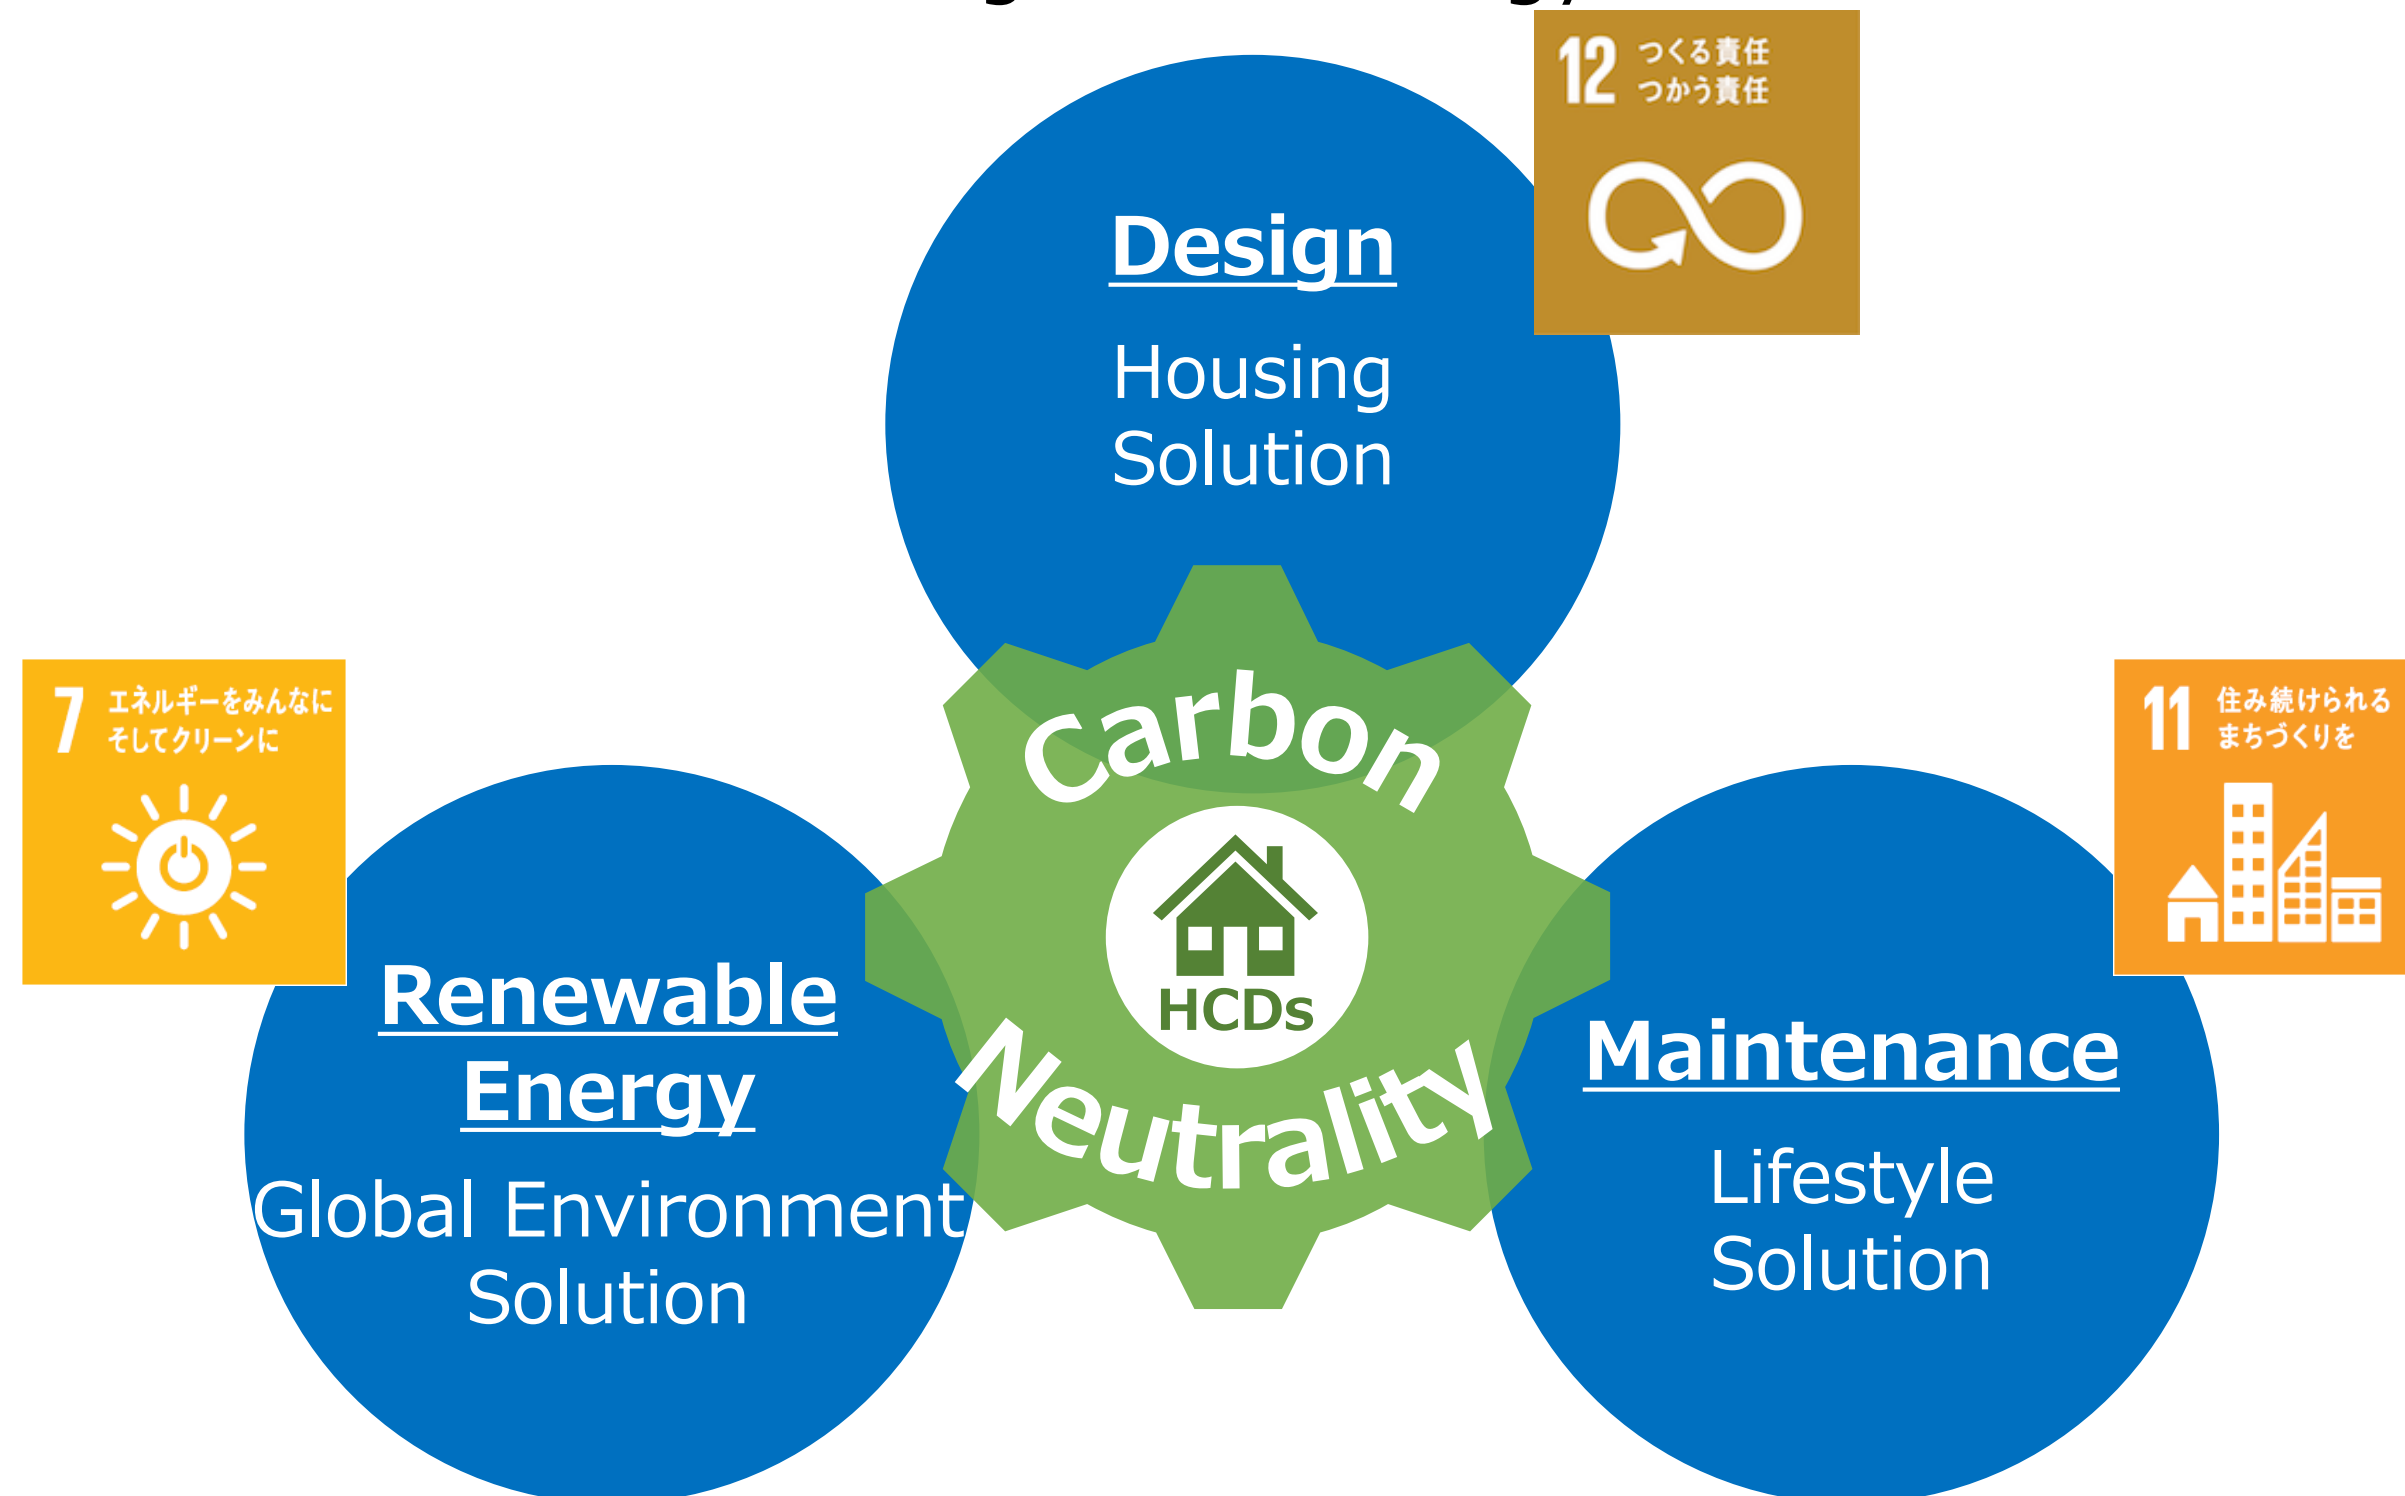 12 つくる責任
つかう責任
Design
Housing
Solution
7 エネルギーをみんなに
そしてクリーンに
Renewable
Energy
Global Environment
Solution
Carbon
HCDs
Neutrality
11 住み続けられる
まちづくりを
Maintenance
Lifestyle
Solution